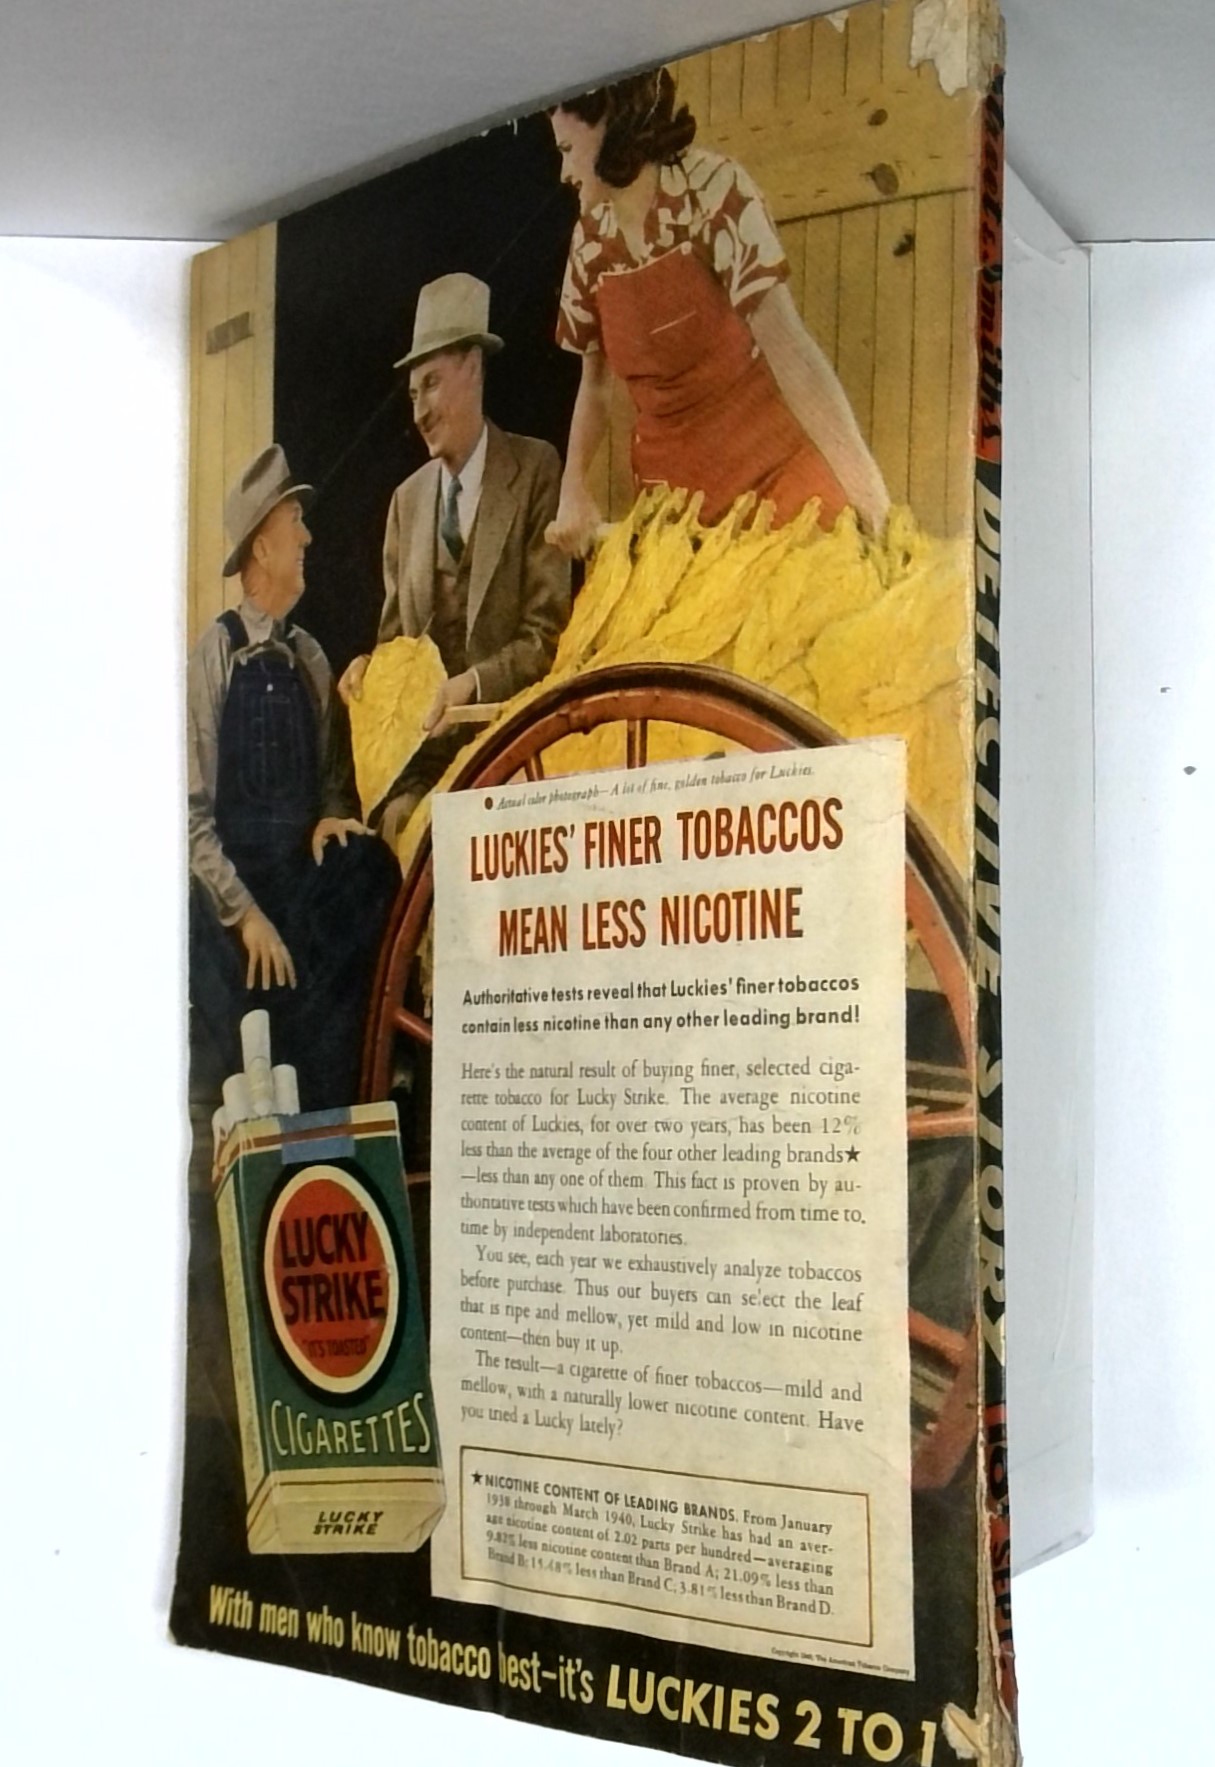 ● Actual color photograph—A lot of fine, golden tobacco for Luckies.
LUCKIES' FINER TOBACCOS
MEAN LESS NICOTINE
Authoritative tests reveal that Luckies' finer tobaccos
contain less nicotine than any other leading brand!
Here's the natural result of buying finer, selected ciga-
rette tobacco for Lucky Strike. The average nicotine
content of Luckies, for over two years, has been 12%
less than the average of the four other leading brands★
—less than any one of them. This fact is proven by au-
thoritative tests which have been confirmed from time to
time by independent laboratories.
You see, each year we exhaustively analyze tobaccos
before purchase. Thus our buyers can select the leaf
that is ripe and mellow, yet mild and low in nicotine
content—then buy it up.
The result—a cigarette of finer tobaccos—mild and
mellow, with a naturally lower nicotine content. Have
you tried a Lucky lately?
★NICOTINE CONTENT OF LEADING BRANDS. From January
1938 through March 1940, Lucky Strike has had an aver-
age nicotine content of 2.02 parts per hundred—averaging
9.82% less nicotine content than Brand A; 21.09% less than
Brand B; 15.48% less than Brand C; 3.81% less than Brand D.
Copyright 1940, The American Tobacco Company
LUCKY
STRIKE
"IT'S TOASTED"
CIGARETTES
LUCKY
STRIKE
With men who know tobacco best—it's LUCKIES 2 TO 1
Street & Smith's DETECTIVE STORY